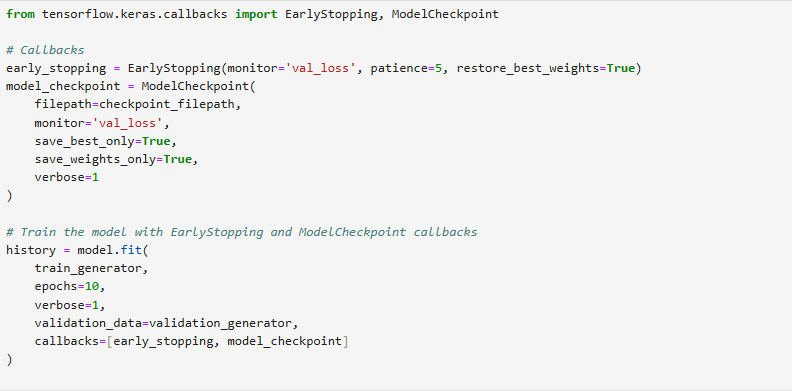 from tensorflow.keras.callbacks import EarlyStopping, ModelCheckpoint
# Callbacks
early_stopping = EarlyStopping(monitor='val_loss', patience=5, restore_best_weights=True)
model_checkpoint = ModelCheckpoint(
    filepath=checkpoint_filepath,
    monitor='val_loss',
    save_best_only=True,
    save_weights_only=True,
    verbose=1
)
# Train the model with EarlyStopping and ModelCheckpoint callbacks
history = model.fit(
    train_generator,
    epochs=10,
    verbose=1,
    validation_data=validation_generator,
    callbacks=[early_stopping, model_checkpoint]
)